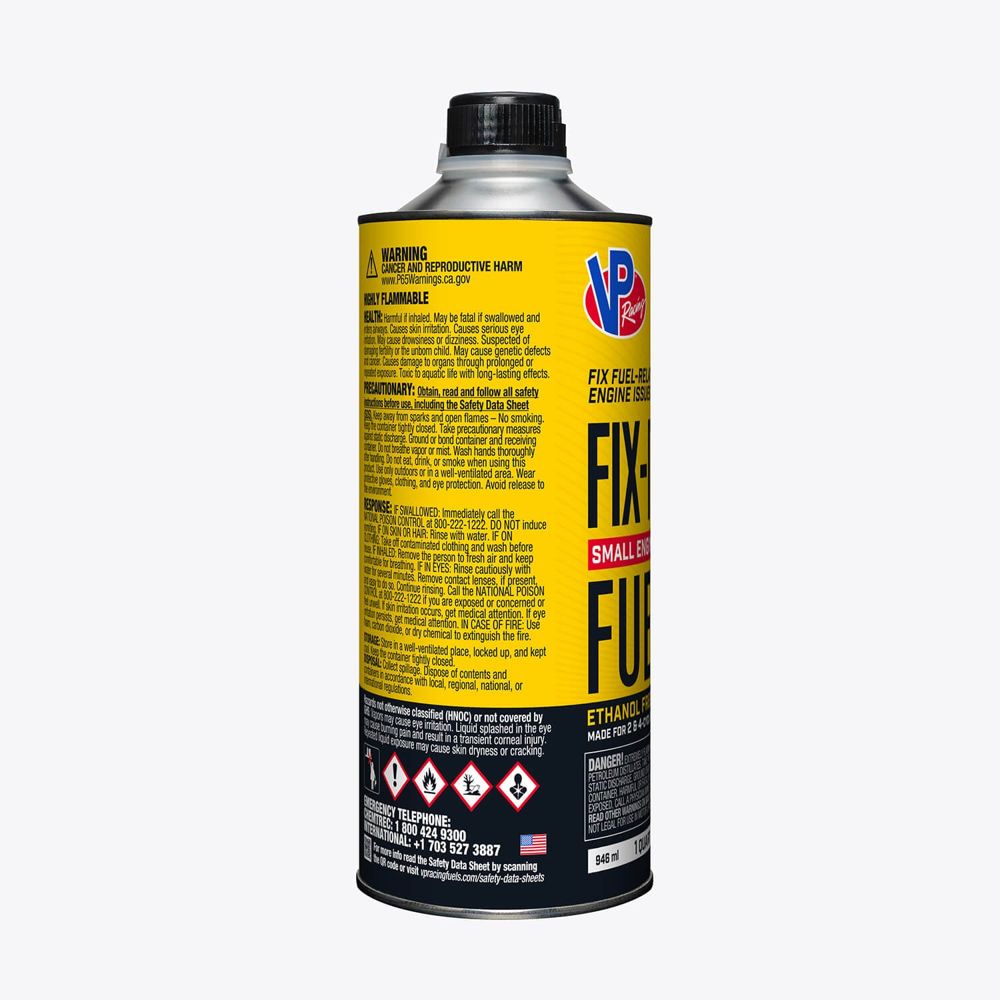 WARNING
CANCER AND REPRODUCTIVE HARM
www.P65Warnings.ca.gov
HIGHLY FLAMMABLE
HEALTH: Harmful if inhaled. May be fatal if swallowed and
enters airways. Causes skin irritation. Causes serious eye
irritation. May cause drowsiness or dizziness. Suspected of
damaging fertility or the unborn child. May cause genetic defects
and cancer. Causes damage to organs through prolonged or
repeated exposure. Toxic to aquatic life with long-lasting effects.
PRECAUTIONARY: Obtain, read and follow all safety
instructions before use, including the Safety Data Sheet
(SDS). Keep away from sparks and open flames – No smoking.
Keep the container tightly closed. Take precautionary measures
against static discharge. Ground or bond container and receiving
container. Do not breathe vapor or mist. Wash hands thoroughly
after handling. Do not eat, drink, or smoke when using this
product. Use only outdoors or in a well-ventilated area. Wear
protective gloves, clothing, and eye protection. Avoid release to
the environment.
RESPONSE: IF SWALLOWED: Immediately call the
NATIONAL POISON CONTROL at 800-222-1222. DO NOT induce
vomiting. IF ON SKIN OR HAIR: Rinse with water. IF ON
CLOTHING: Take off contaminated clothing and wash before
reuse. IF INHALED: Remove the person to fresh air and keep
comfortable for breathing. IF IN EYES: Rinse cautiously with
water for several minutes. Remove contact lenses, if present,
and easy to do so. Continue rinsing. Call the NATIONAL POISON
CONTROL at 800-222-1222 if you are exposed or concerned or
feel unwell. If skin irritation occurs, get medical attention. If eye
irritation persists, get medical attention. IN CASE OF FIRE: Use
foam, carbon dioxide, or dry chemical to extinguish the fire.
STORAGE: Store in a well-ventilated place, locked up, and kept
cool. Keep the container tightly closed.
DISPOSAL: Collect spillage. Dispose of contents and
containers in accordance with local, regional, national, or
international regulations.
Hazards not otherwise classified (HNOC) or not covered by
GHS: Vapors may cause eye irritation. Liquid splashed in the eye
may cause burning pain and result in a transient corneal injury.
Repeated liquid exposure may cause skin dryness or cracking.
EMERGENCY TELEPHONE:
CHEMTREC: 1 800 424 9300
INTERNATIONAL: +1 703 527 3887
For more info read the Safety Data Sheet by scanning
the QR code or visit vpracingfuels.com/safety-data-sheets
VP
Racing
FIX FUEL-RELA
ENGINE ISSUE
FIX-
SMALL ENG
FUE
ETHANOL FRE
MADE FOR 2 & 4-CYC
DANGER! EXTREMELY FLA
PETROLEUM DISTILLATES.
STATIC DISCHARGE. GROUND
CONTAINER. HARMFUL OR
EXPOSED, CALL A PHYSICIA
READ OTHER WARNINGS ON
NOT LEGAL FOR USE IN MOT
946 ml 1 QUA